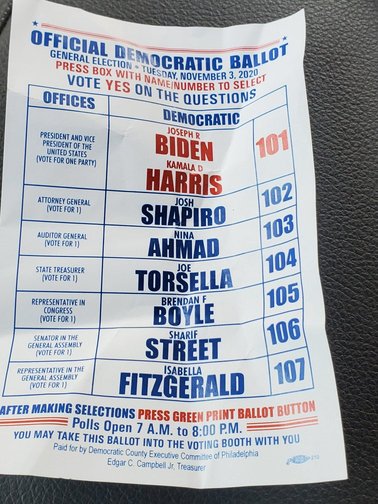 OFFICIAL DEMOCRATIC BALLOT
GENERAL ELECTION • TUESDAY, NOVEMBER 3, 2020
PRESS BOX WITH NAME/NUMBER TO SELECT
VOTE YES ON THE QUESTIONS
OFFICES
DEMOCRATIC
PRESIDENT AND VICE
PRESIDENT OF THE
UNITED STATES
(VOTE FOR ONE PARTY)
JOSEPH R
BIDEN
KAMALA D
HARRIS
101
ATTORNEY GENERAL
(VOTE FOR 1)
JOSH
SHAPIRO
102
AUDITOR GENERAL
(VOTE FOR 1)
NINA
AHMAD
103
STATE TREASURER
(VOTE FOR 1)
JOE
TORSELLA
104
REPRESENTATIVE IN
CONGRESS
(VOTE FOR 1)
BRENDAN F
BOYLE
105
SENATOR IN THE
GENERAL ASSEMBLY
(VOTE FOR 1)
SHARIF
STREET
106
REPRESENTATIVE IN THE
GENERAL ASSEMBLY
(VOTE FOR 1)
ISABELLA
FITZGERALD
107
AFTER MAKING SELECTIONS PRESS GREEN PRINT BALLOT BUTTON
Polls Open 7 A.M. to 8:00 P.M.
YOU MAY TAKE THIS BALLOT INTO THE VOTING BOOTH WITH YOU
Paid for by Democratic County Executive Committee of Philadelphia
Edgar C. Campbell Jr. Treasurer